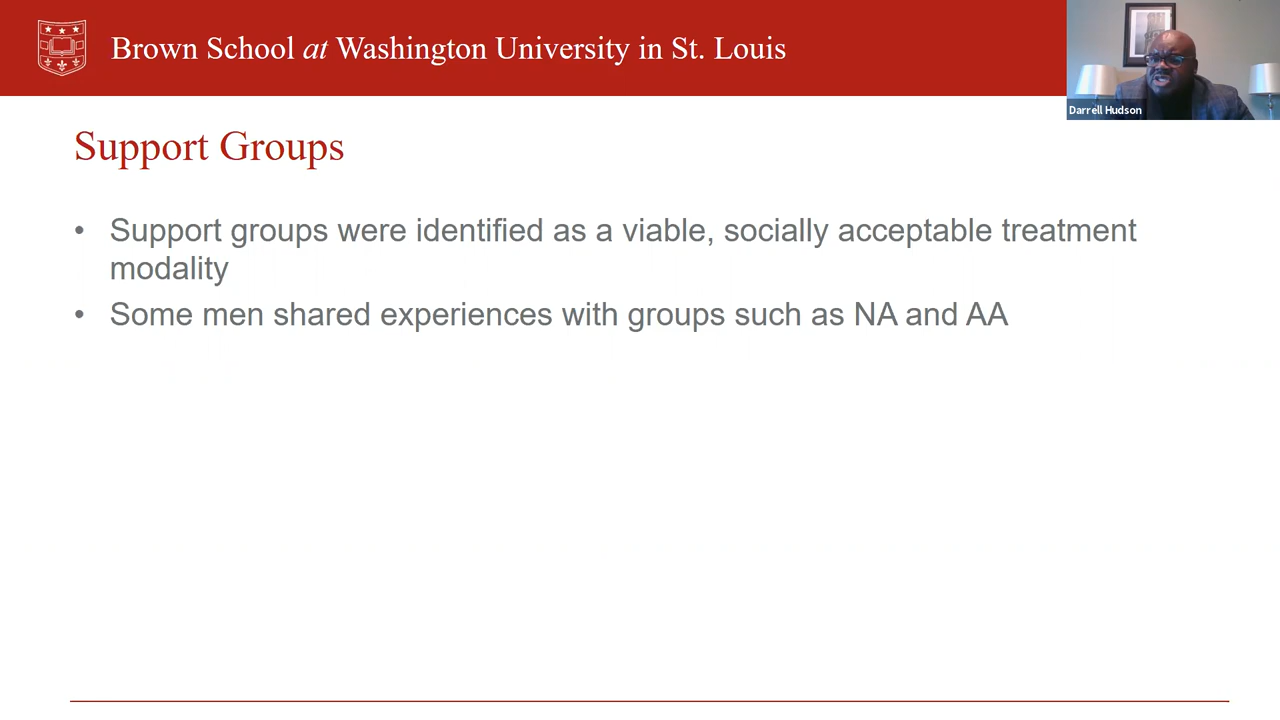 Brown School at Washington University in St. Louis
Darrell Hudson
Support Groups
• Support groups were identified as a viable, socially acceptable treatment
modality
• Some men shared experiences with groups such as NA and AA